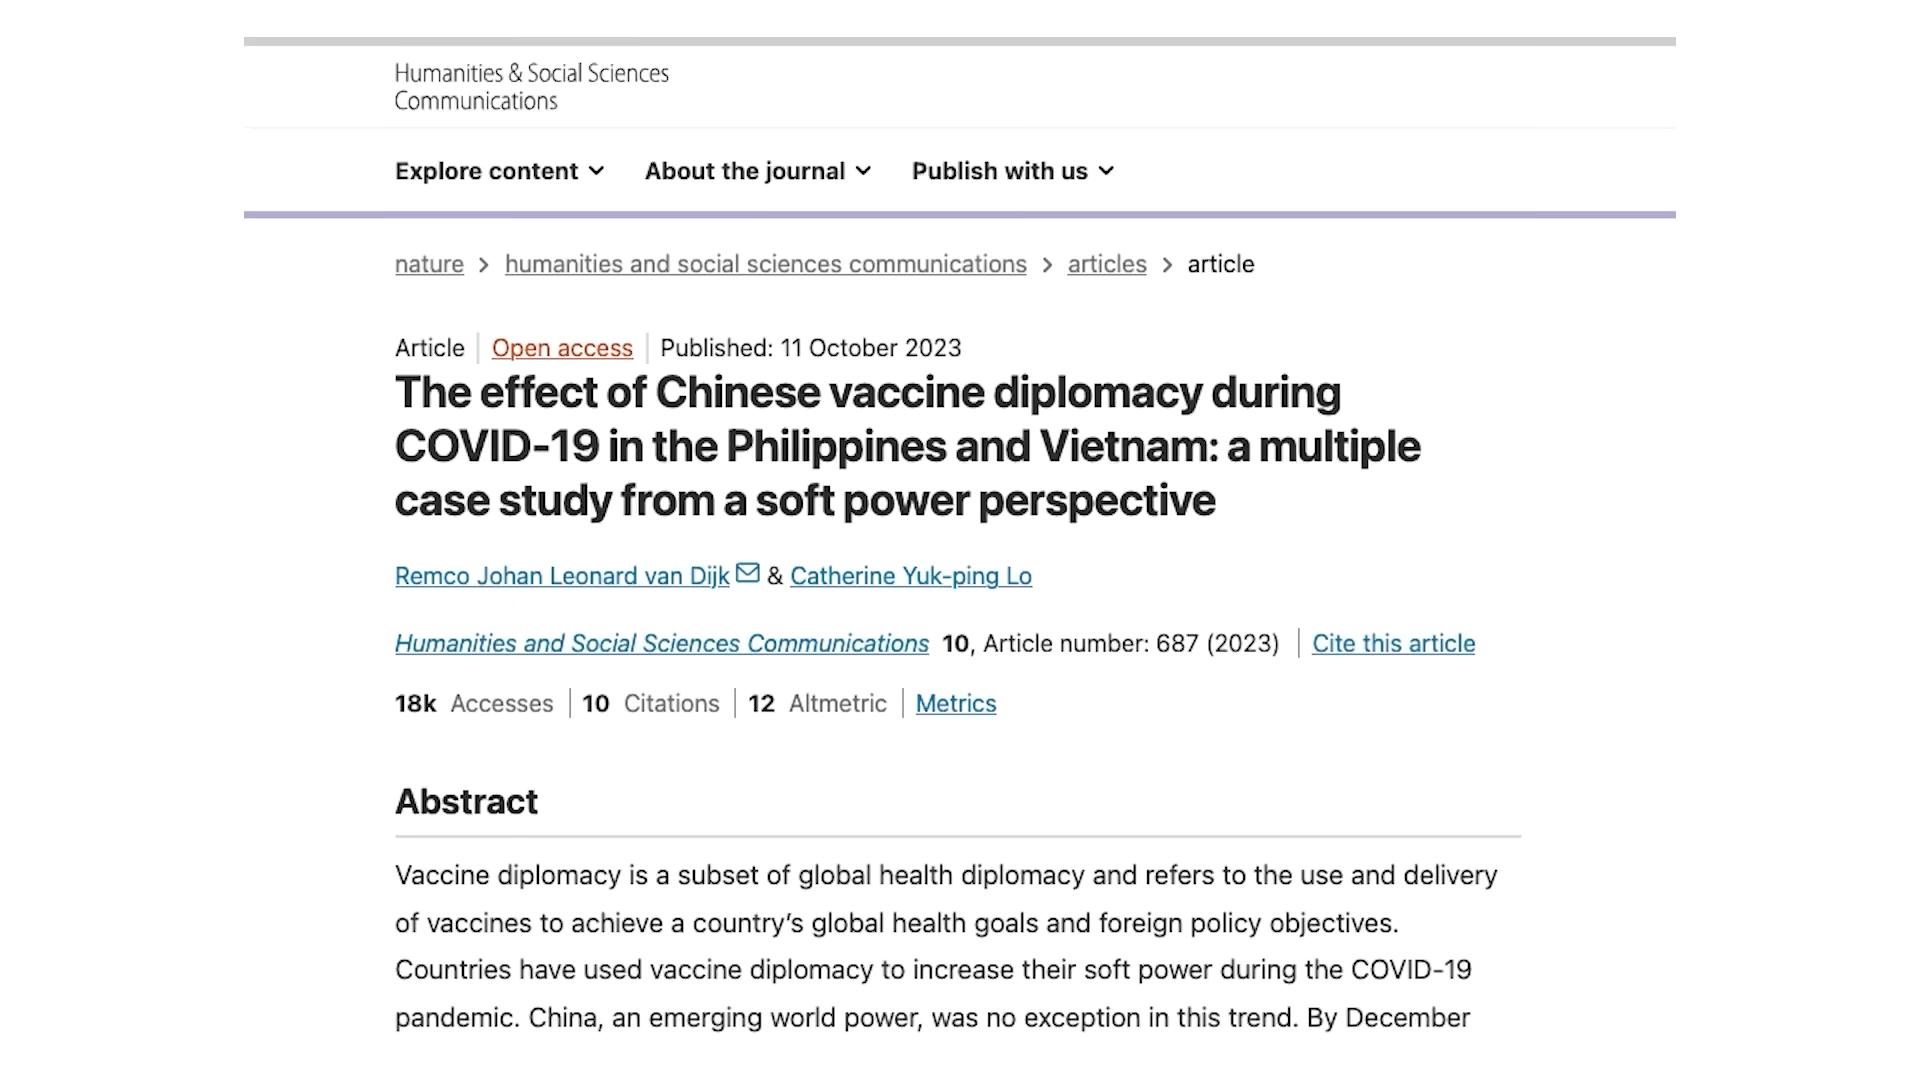 Humanities & Social Sciences
Communications
Explore content About the journal Publish with us
nature > humanities and social sciences communications > articles > article
Article Open access Published: 11 October 2023
The effect of Chinese vaccine diplomacy during
COVID-19 in the Philippines and Vietnam: a multiple
case study from a soft power perspective
Remco Johan Leonard van Dijk & Catherine Yuk-ping Lo
Humanities and Social Sciences Communications 10, Article number: 687 (2023) Cite this article
18k Accesses 10 Citations 12 Altmetric Metrics
Abstract
Vaccine diplomacy is a subset of global health diplomacy and refers to the use and delivery
of vaccines to achieve a country’s global health goals and foreign policy objectives.
Countries have used vaccine diplomacy to increase their soft power during the COVID-19
pandemic. China, an emerging world power, was no exception in this trend. By December